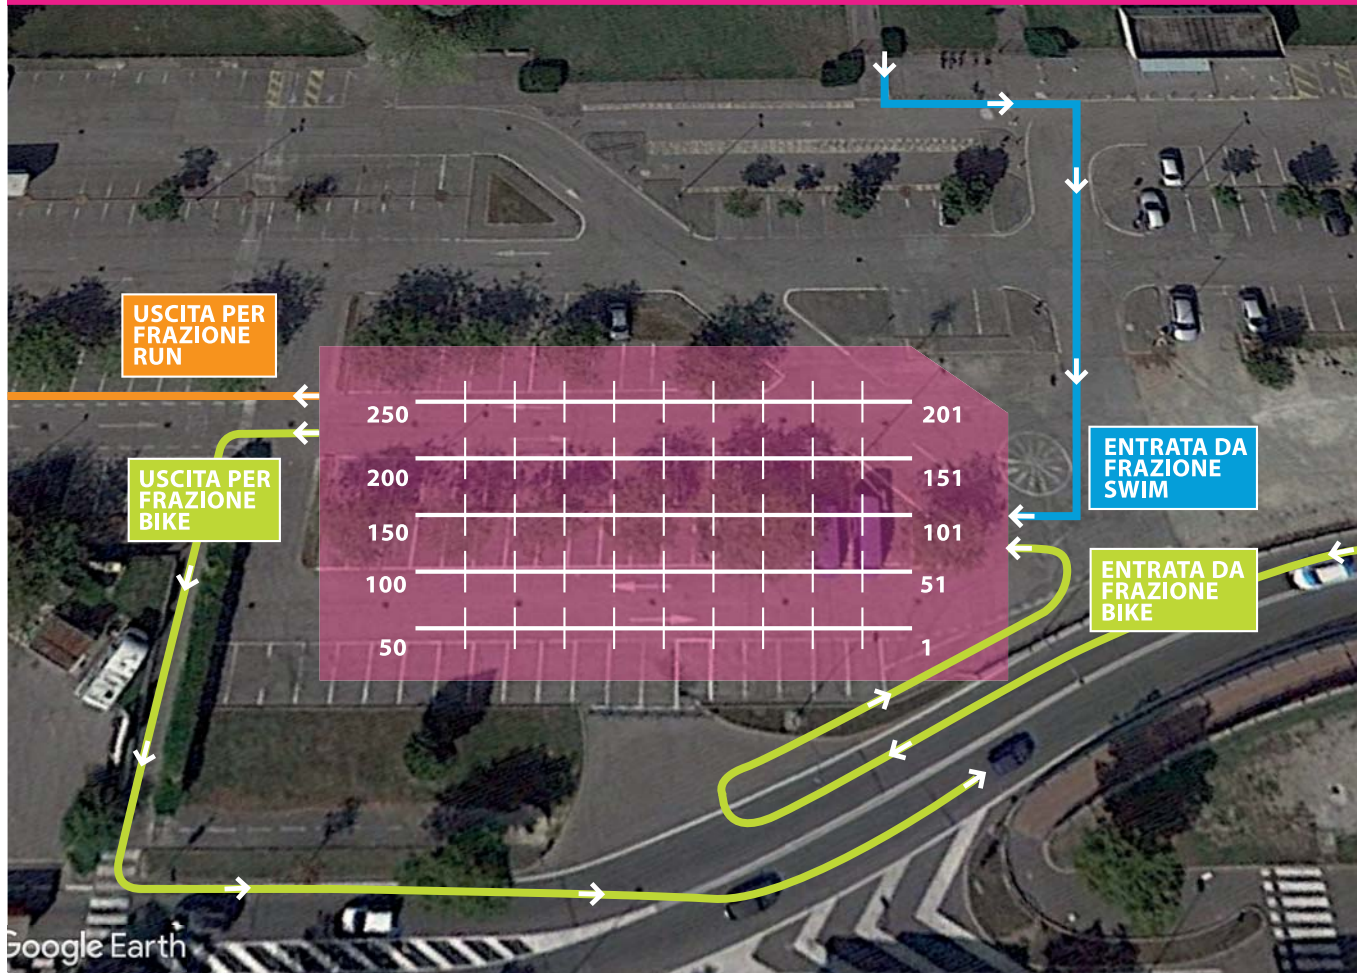 USCITA PER
FRAZIONE
RUN
250
201
USCITA PER
FRAZIONE
BIKE
200
151
ENTRATA DA
FRAZIONE
SWIM
150
101
100
51
ENTRATA DA
FRAZIONE
BIKE
50
1
Google Earth